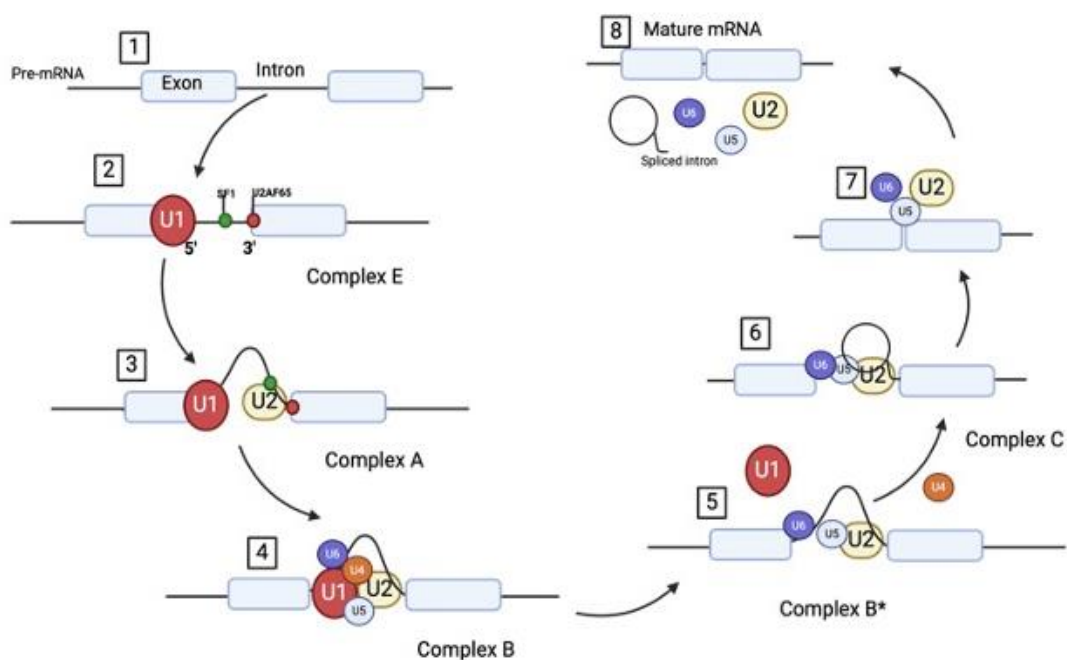 1
Pre-mRNA
Exon
Intron
2
U1
SF1
U2AF65
5'
3'
Complex E
3
U1
U2
Complex A
4
U6
U4
U1
U2
U5
Complex B
5
U1
U4
U6
U5
U2
Complex B*
6
U6
U5
U2
Complex C
7
U6
U2
U5
8
Mature mRNA
U6
U2
U5
Spliced intron